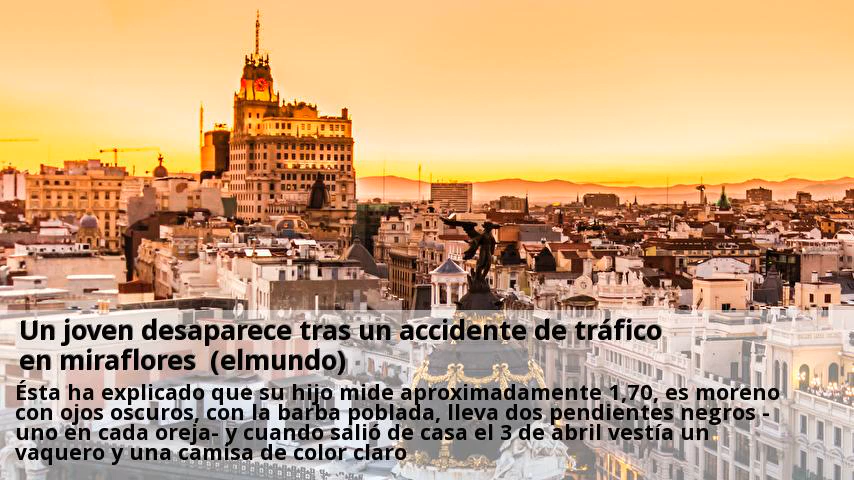 Un joven desaparece tras un accidente de tráfico
en miraflores (elmundo)
Ésta ha explicado que su hijo mide aproximadamente 1,70, es moreno
con ojos oscuros, con la barba poblada, lleva dos pendientes negros -
uno en cada oreja- y cuando salió de casa el 3 de abril vestía un
vaquero y una camisa de color claro